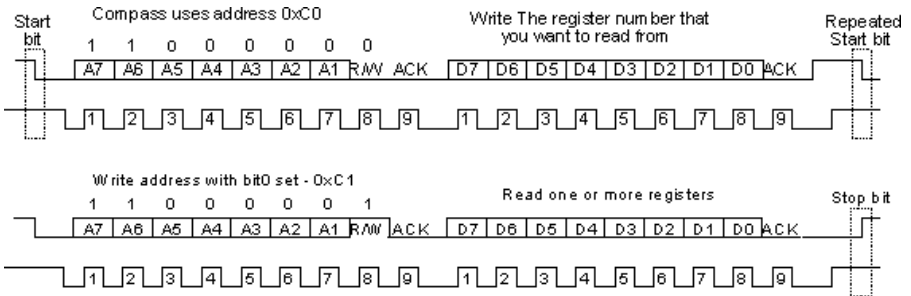 Start bit
Compass uses address 0xC0
Write The register number that you want to read from
Repeated Start bit
1 1 0 0 0 0 0 0
A7 A6 A5 A4 A3 A2 A1 R/W ACK D7 D6 D5 D4 D3 D2 D1 D0 ACK
1 2 3 4 5 6 7 8 9 1 2 3 4 5 6 7 8 9
Write address with bit0 set - 0xC1
Read one or more registers
Stop bit
1 1 0 0 0 0 0 1
A7 A6 A5 A4 A3 A2 A1 R/W ACK D7 D6 D5 D4 D3 D2 D1 D0 ACK
1 2 3 4 5 6 7 8 9 1 2 3 4 5 6 7 8 9